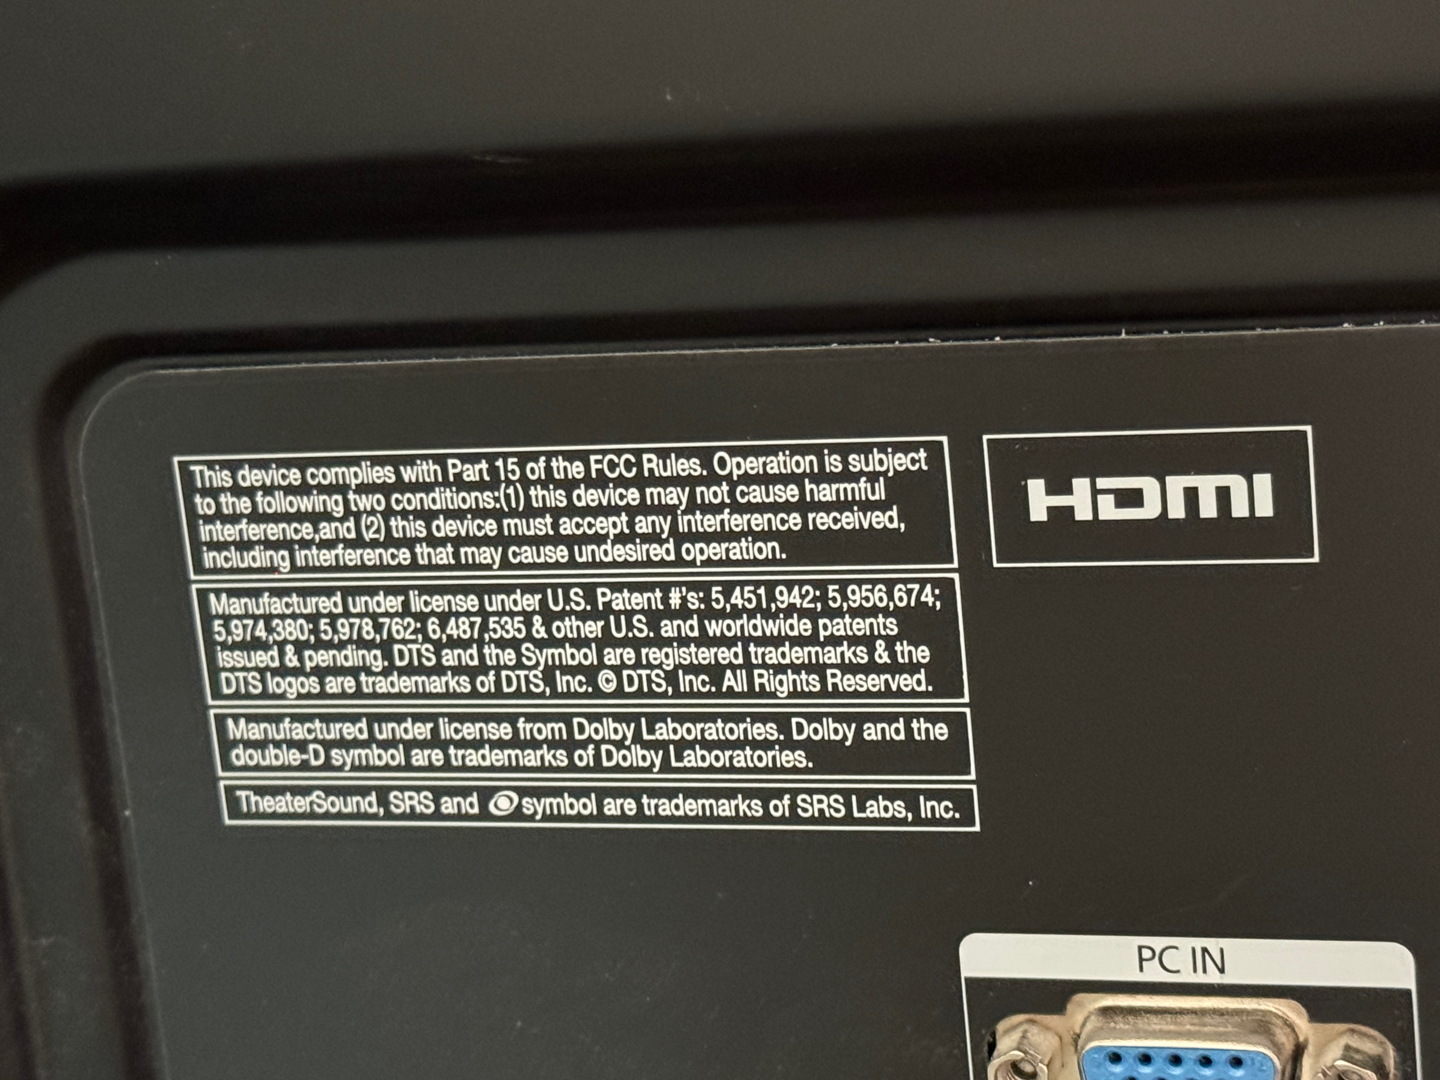 This device complies with Part 15 of the FCC Rules. Operation is subject
to the following two conditions:(1) this device may not cause harmful
interference,and (2) this device must accept any interference received,
including interference that may cause undesired operation.
HDMI
Manufactured under license under U.S. Patent #'s: 5,451,942; 5,956,674;
5,974,380; 5,978,762; 6,487,535 & other U.S. and worldwide patents
issued & pending. DTS and the Symbol are registered trademarks & the
DTS logos are trademarks of DTS, Inc. © DTS, Inc. All Rights Reserved.
Manufactured under license from Dolby Laboratories. Dolby and the
double-D symbol are trademarks of Dolby Laboratories.
TheaterSound, SRS and symbol are trademarks of SRS Labs, Inc.
PC IN